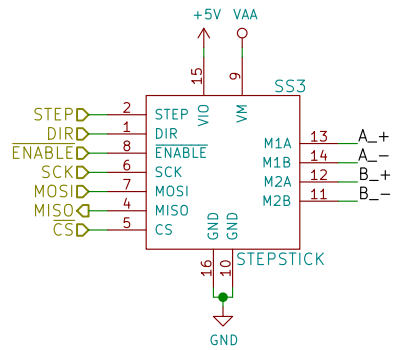 +5V VAA
15 9
SS3
VIO VM
STEP 2 STEP
DIR 1 DIR
ENABLE 8 ENABLE
SCK 6 SCK
MOSI 7 MOSI
MISO 4 MISO
CS 5 CS
M1A 13 A_+
M1B 14 A_-
M2A 12 B_+
M2B 11 B_-
GND GND
STEPSTICK
16 10
GND